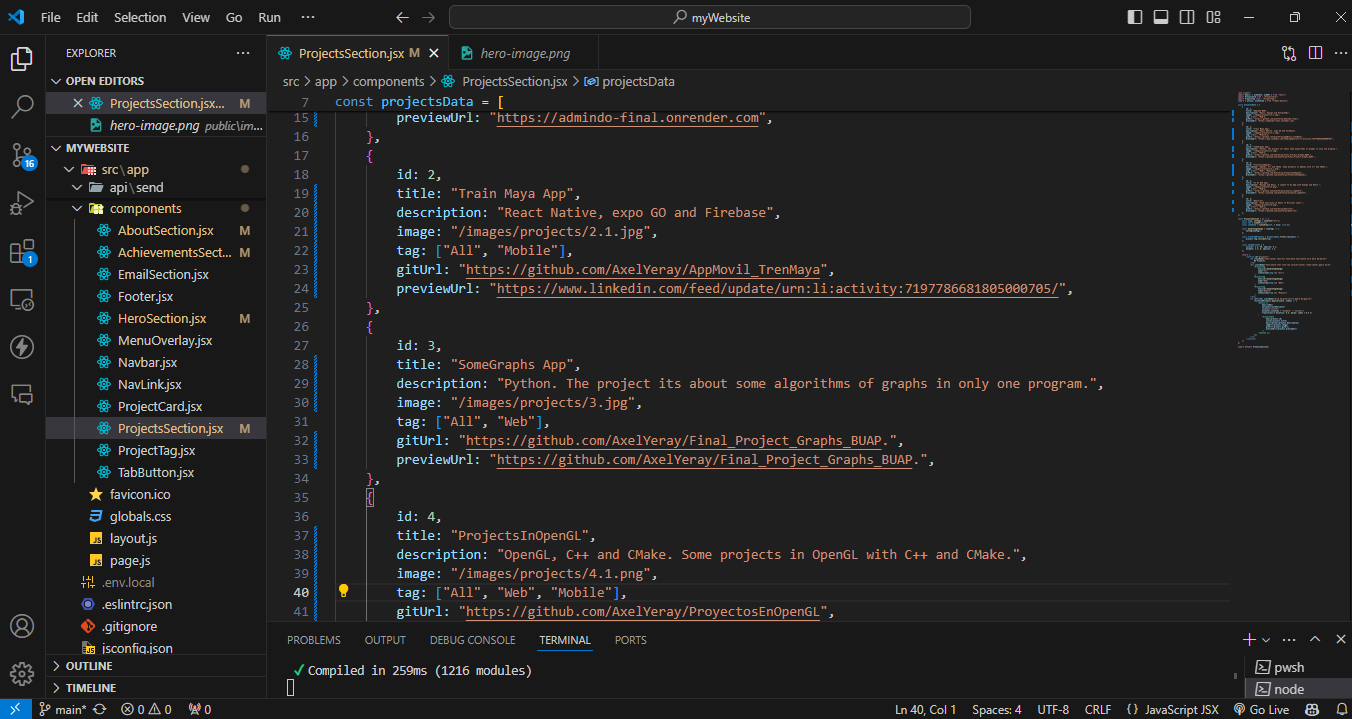 File Edit Selection View Go Run ··· myWebsite
EXPLORER ···
OPEN EDITORS
ProjectsSection.jsx... M
hero-image.png public\im...
MYWEBSITE
src\app
api\send
components
AboutSection.jsx M
AchievementsSect... M
EmailSection.jsx
Footer.jsx
HeroSection.jsx M
MenuOverlay.jsx
Navbar.jsx
NavLink.jsx
ProjectCard.jsx
ProjectsSection.jsx M
ProjectTag.jsx
TabButton.jsx
favicon.ico
globals.css
layout.js
page.js
.env.local
.eslintrc.json
.gitignore
jsconfig.json
OUTLINE
TIMELINE
16
1
ProjectsSection.jsx M
hero-image.png
src > app > components > ProjectsSection.jsx > projectsData
7 const projectsData = [
15 previewUrl: "https://admindo-final.onrender.com",
16 },
17 {
18 id: 2,
19 title: "Train Maya App",
20 description: "React Native, expo GO and Firebase",
21 image: "/images/projects/2.1.jpg",
22 tag: ["All", "Mobile"],
23 gitUrl: "https://github.com/AxelYeray/AppMovil_TrenMaya",
24 previewUrl: "https://www.linkedin.com/feed/update/urn:li:activity:7197786681805000705/",
25 },
26 {
27 id: 3,
28 title: "SomeGraphs App",
29 description: "Python. The project its about some algorithms of graphs in only one program.",
30 image: "/images/projects/3.jpg",
31 tag: ["All", "Web"],
32 gitUrl: "https://github.com/AxelYeray/Final_Project_Graphs_BUAP.",
33 previewUrl: "https://github.com/AxelYeray/Final_Project_Graphs_BUAP.",
34 },
35 {
36 id: 4,
37 title: "ProjectsInOpenGL",
38 description: "OpenGL, C++ and CMake. Some projects in OpenGL with C++ and CMake.",
39 image: "/images/projects/4.1.png",
40 tag: ["All", "Web", "Mobile"],
41 gitUrl: "https://github.com/AxelYeray/ProyectosEnOpenGL",
PROBLEMS OUTPUT DEBUG CONSOLE TERMINAL PORTS
✓ Compiled in 259ms (1216 modules)
pwsh
node
main* 0 0 0 Ln 40, Col 1 Spaces: 4 UTF-8 CRLF {} JavaScript JSX Go Live